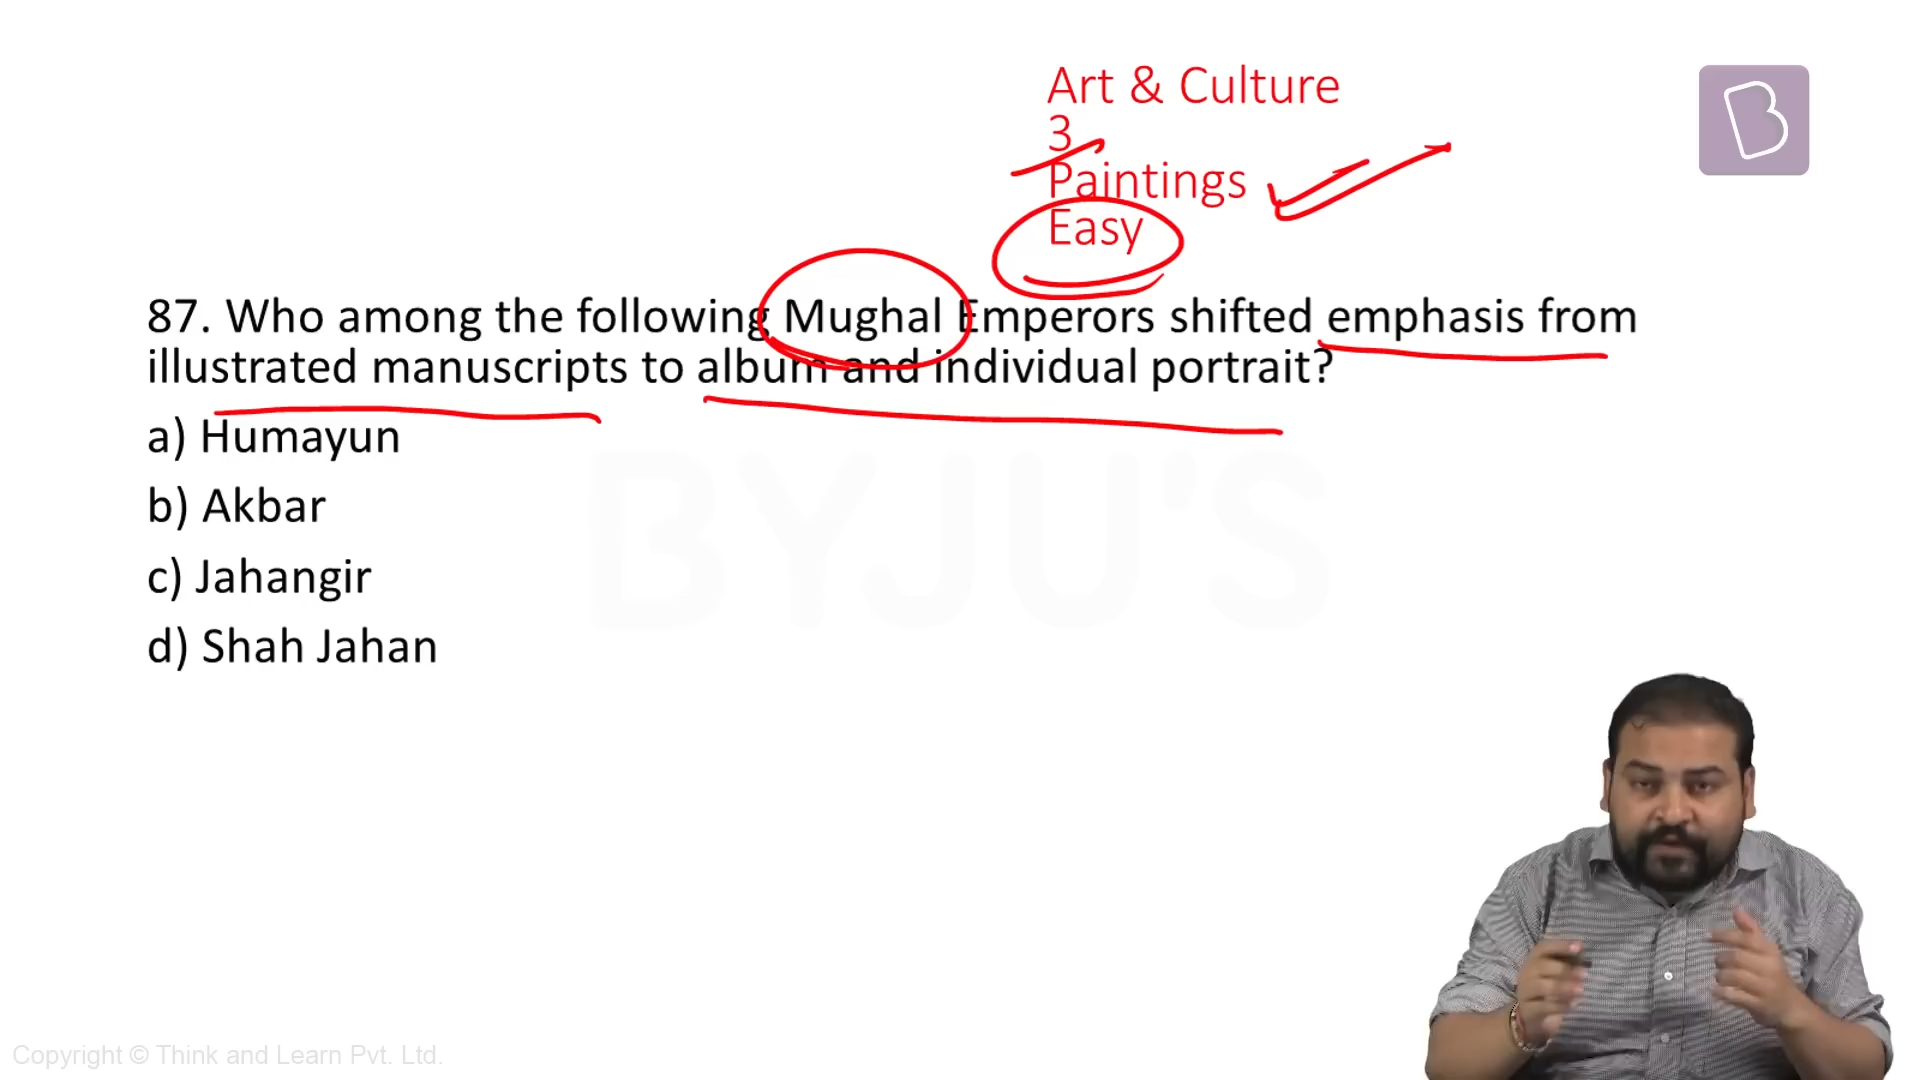 Art & Culture
3
Paintings
Easy
87. Who among the following Mughal Emperors shifted emphasis from
illustrated manuscripts to album and individual portrait?
a) Humayun
b) Akbar
c) Jahangir
d) Shah Jahan
BYJU'S
Copyright © Think and Learn Pvt. Ltd.